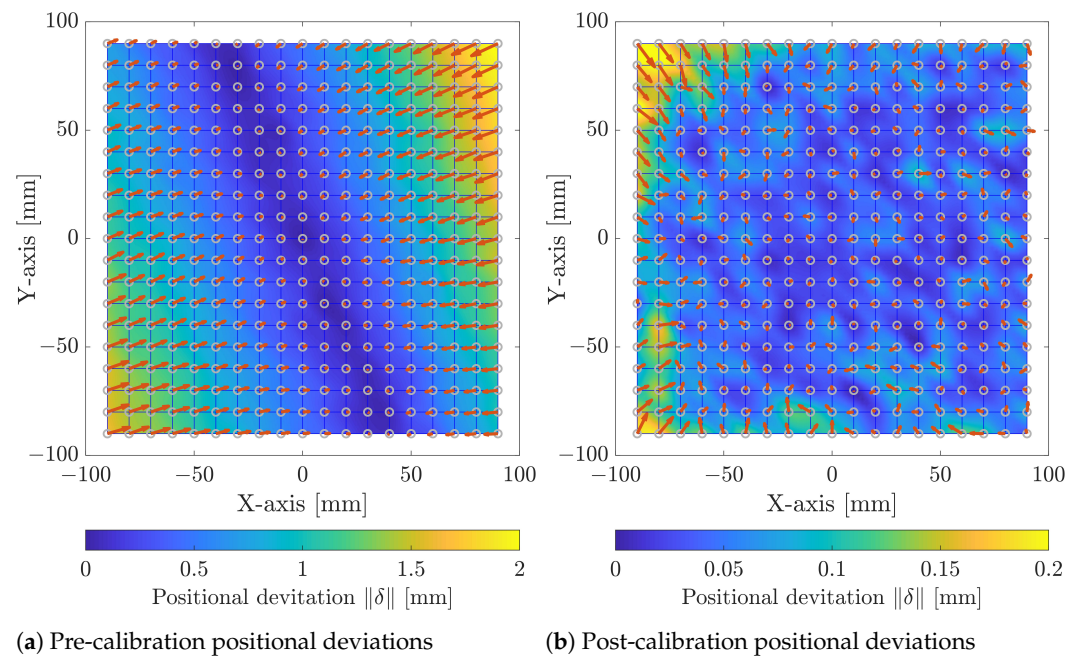 100
50
0
−50
−100
Y-axis [mm]
−100 −50 0 50 100
X-axis [mm]
0 0.5 1 1.5 2
Positional devitation ‖δ‖ [mm]
(a) Pre-calibration positional deviations
100
50
0
−50
−100
Y-axis [mm]
−100 −50 0 50 100
X-axis [mm]
0 0.05 0.1 0.15 0.2
Positional devitation ‖δ‖ [mm]
(b) Post-calibration positional deviations